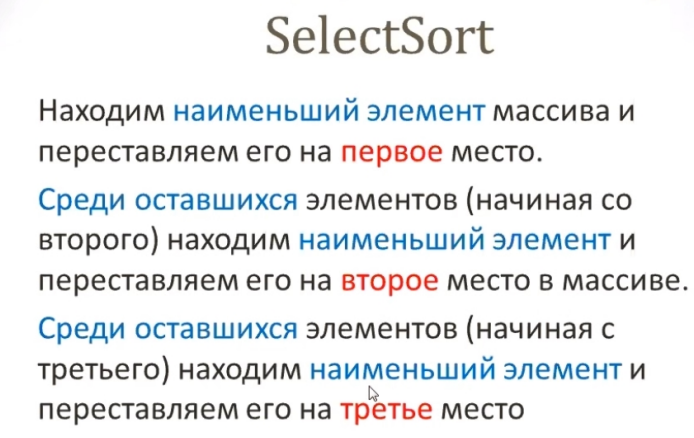 SelectSort
Находим наименьший элемент массива и
переставляем его на первое место.
Среди оставшихся элементов (начиная со
второго) находим наименьший элемент и
переставляем его на второе место в массиве.
Среди оставшихся элементов (начиная с
третьего) находим наименьший элемент и
переставляем его на третье место